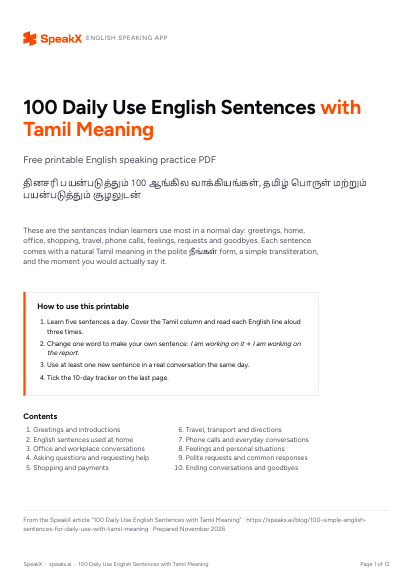 SpeakX ENGLISH SPEAKING APP
100 Daily Use English Sentences with
Tamil Meaning
Free printable English speaking practice PDF
தினசரி பயன்படுத்தும் 100 ஆங்கில வாக்கியங்கள், தமிழ் பொருள் மற்றும்
பயன்படுத்தும் சூழலுடன்
These are the sentences Indian learners use most in a normal day: greetings, home,
office, shopping, travel, phone calls, feelings, requests and goodbyes. Each sentence
comes with a natural Tamil meaning in the polite நீங்கள் form, a simple transliteration,
and the moment you would actually say it.
How to use this printable
1. Learn five sentences a day. Cover the Tamil column and read each English line aloud
three times.
2. Change one word to make your own sentence: I am working on it → I am working on
the report.
3. Use at least one new sentence in a real conversation the same day.
4. Tick the 10-day tracker on the last page.
Contents
1. Greetings and introductions
2. English sentences used at home
3. Office and workplace conversations
4. Asking questions and requesting help
5. Shopping and payments
6. Travel, transport and directions
7. Phone calls and everyday conversations
8. Feelings and personal situations
9. Polite requests and common responses
10. Ending conversations and goodbyes
From the SpeakX article "100 Daily Use English Sentences with Tamil Meaning" · https://speakx.ai/blog/100-simple-english-
sentences-for-daily-use-with-tamil-meaning · Prepared November 2026
SpeakX · speakx.ai · 100 Daily Use English Sentences with Tamil Meaning
Page 1 of 12